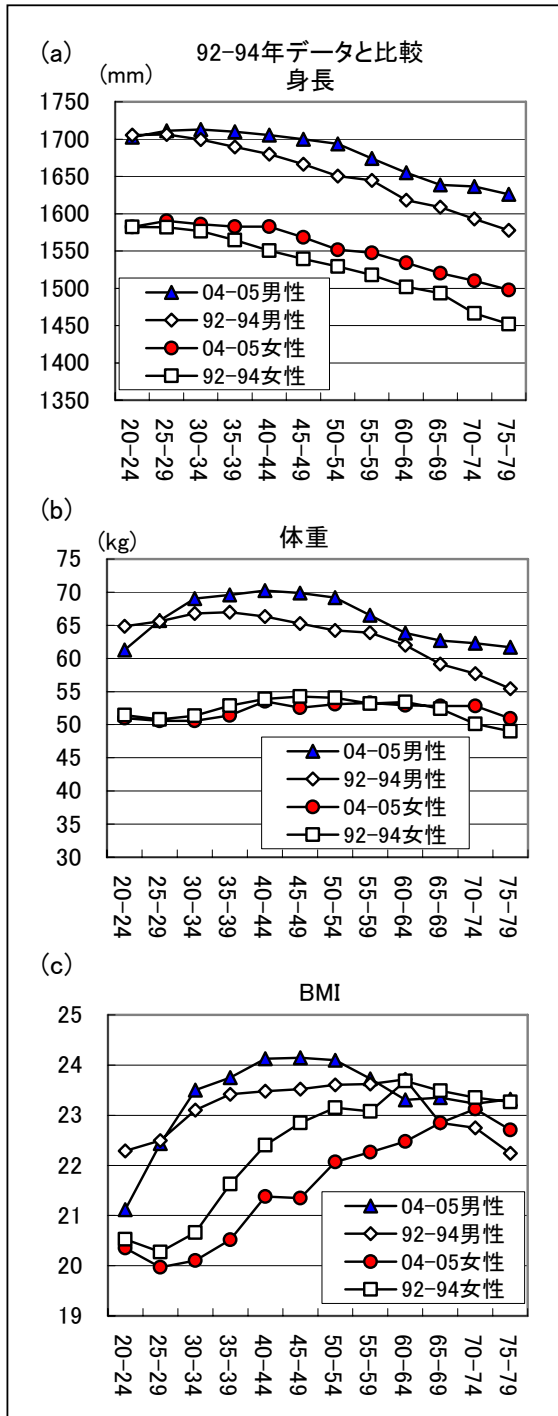 (a)
92-94年データと比較
身長
(mm)
1750
1700
1650
1600
1550
1500
1450
1400
1350
04-05男性
92-94男性
04-05女性
92-94女性
20-24
25-29
30-34
35-39
40-44
45-49
50-54
55-59
60-64
65-69
70-74
75-79
(b)
体重
(kg)
75
70
65
60
55
50
45
40
35
30
04-05男性
92-94男性
04-05女性
92-94女性
20-24
25-29
30-34
35-39
40-44
45-49
50-54
55-59
60-64
65-69
70-74
75-79
(c)
BMI
25
24
23
22
21
20
19
04-05男性
92-94男性
04-05女性
92-94女性
20-24
25-29
30-34
35-39
40-44
45-49
50-54
55-59
60-64
65-69
70-74
75-79